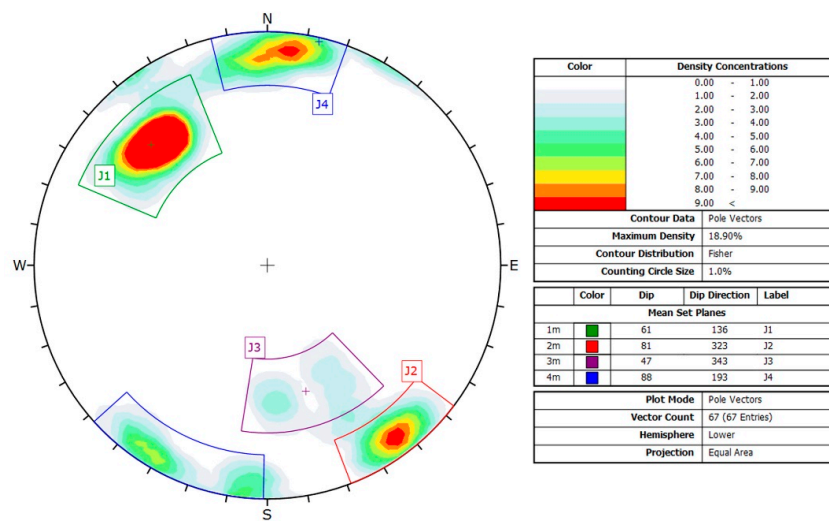 N
J4
J1
W
E
J3
J2
S
Color Density Concentrations
0.00 - 1.00
1.00 - 2.00
2.00 - 3.00
3.00 - 4.00
4.00 - 5.00
5.00 - 6.00
6.00 - 7.00
7.00 - 8.00
8.00 - 9.00
9.00 <
Contour Data Pole Vectors
Maximum Density 18.90%
Contour Distribution Fisher
Counting Circle Size 1.0%
Color Dip Dip Direction Label
Mean Set Planes
1m 61 136 J1
2m 81 323 J2
3m 47 343 J3
4m 88 193 J4
Plot Mode Pole Vectors
Vector Count 67 (67 Entries)
Hemisphere Lower
Projection Equal Area